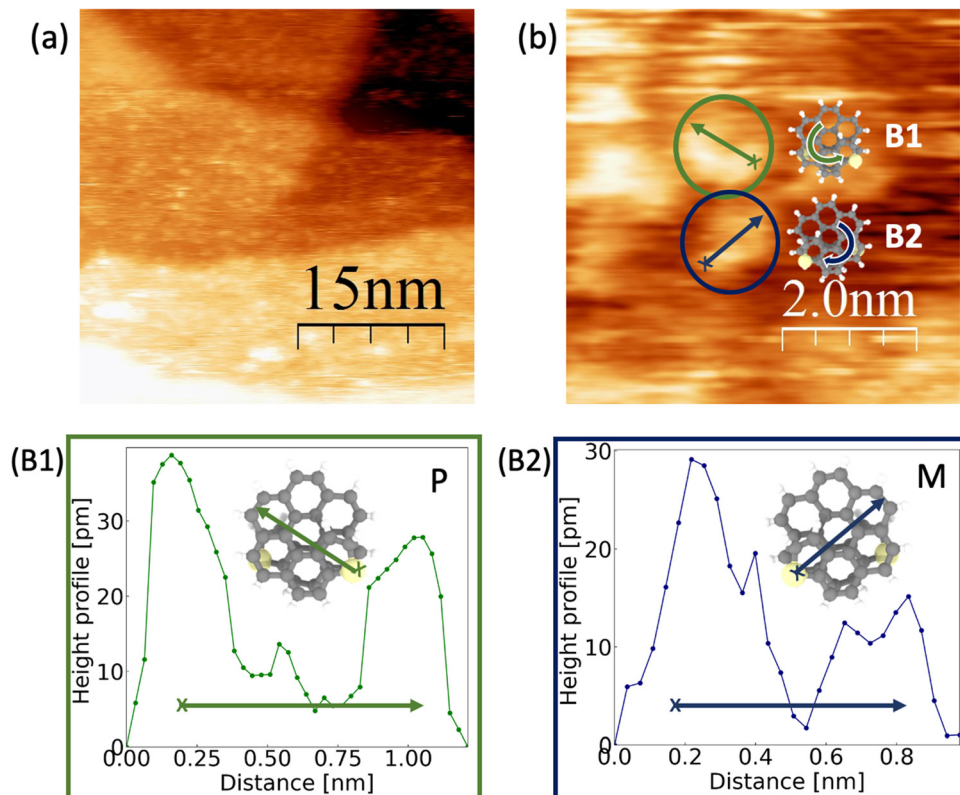 (a)
15nm
(b)
B1
B2
2.0nm
(B1)
P
Height profile [pm]
30
20
10
0
0.00 0.25 0.50 0.75 1.00
Distance [nm]
x
(B2)
M
Height profile [pm]
30
20
10
0
0.0 0.2 0.4 0.6 0.8
Distance [nm]
x